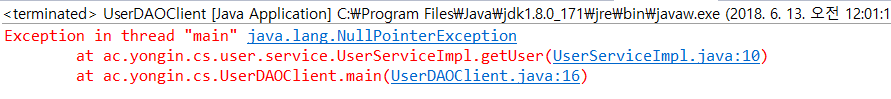 <terminated> UserDAOClient [Java Application] C:₩Program Files₩Java₩jdk1.8.0_171₩jre₩bin₩javaw.exe (2018. 6. 13. 오전 12:01:1
Exception in thread "main" java.lang.NullPointerException
at ac.yongin.cs.user.service.UserServiceImpl.getUser(UserServiceImpl.java:10)
at ac.yongin.cs.UserDAOClient.main(UserDAOClient.java:16)